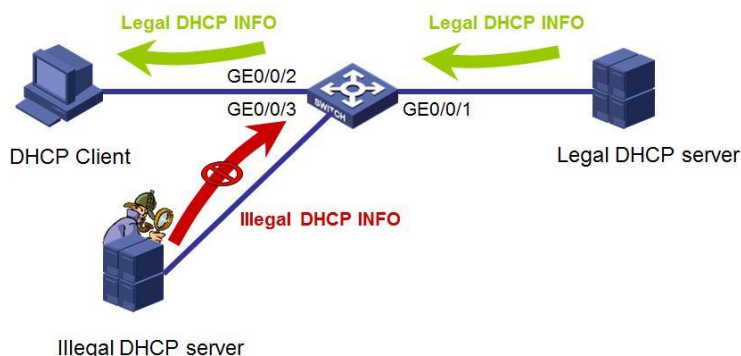 Legal DHCP INFO
Legal DHCP INFO
GE0/0/2
GE0/0/3
SWITCH
GE0/0/1
DHCP Client
Legal DHCP server
Illegal DHCP INFO
Illegal DHCP server